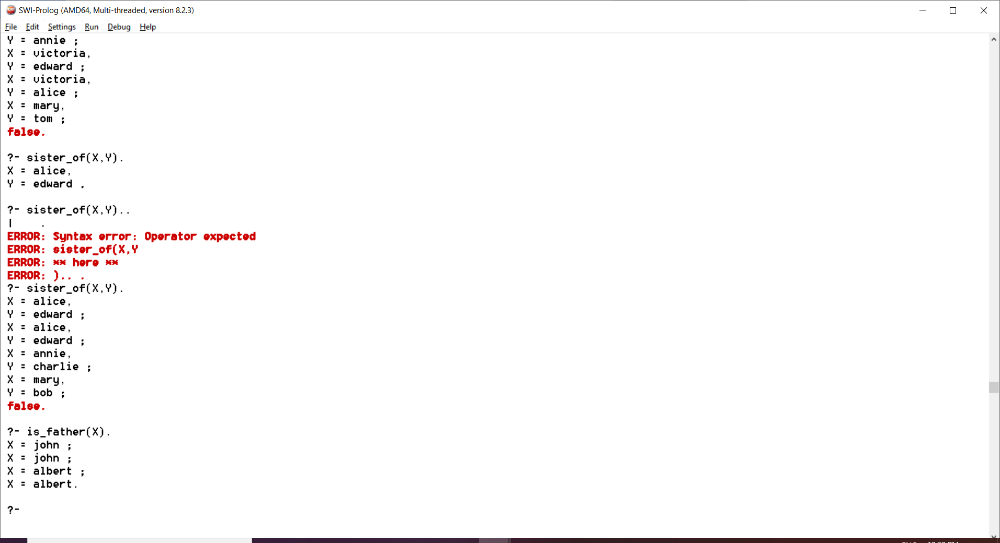 SWI-Prolog (AMD64, Multi-threaded, version 8.2.3)
File Edit Settings Run Debug Help
Y = annie ;
X = victoria,
Y = edward ;
X = victoria,
Y = alice ;
X = mary,
Y = tom ;
false.
?- sister_of(X,Y).
X = alice,
Y = edward .
?- sister_of(X,Y)..
|    .
ERROR: Syntax error: Operator expected
ERROR: sister_of(X,Y
ERROR: ** here **
ERROR: ).. .
?- sister_of(X,Y).
X = alice,
Y = edward ;
X = alice,
Y = edward ;
X = annie,
Y = charlie ;
X = mary,
Y = bob ;
false.
?- is_father(X).
X = john ;
X = john ;
X = albert ;
X = albert.
?-